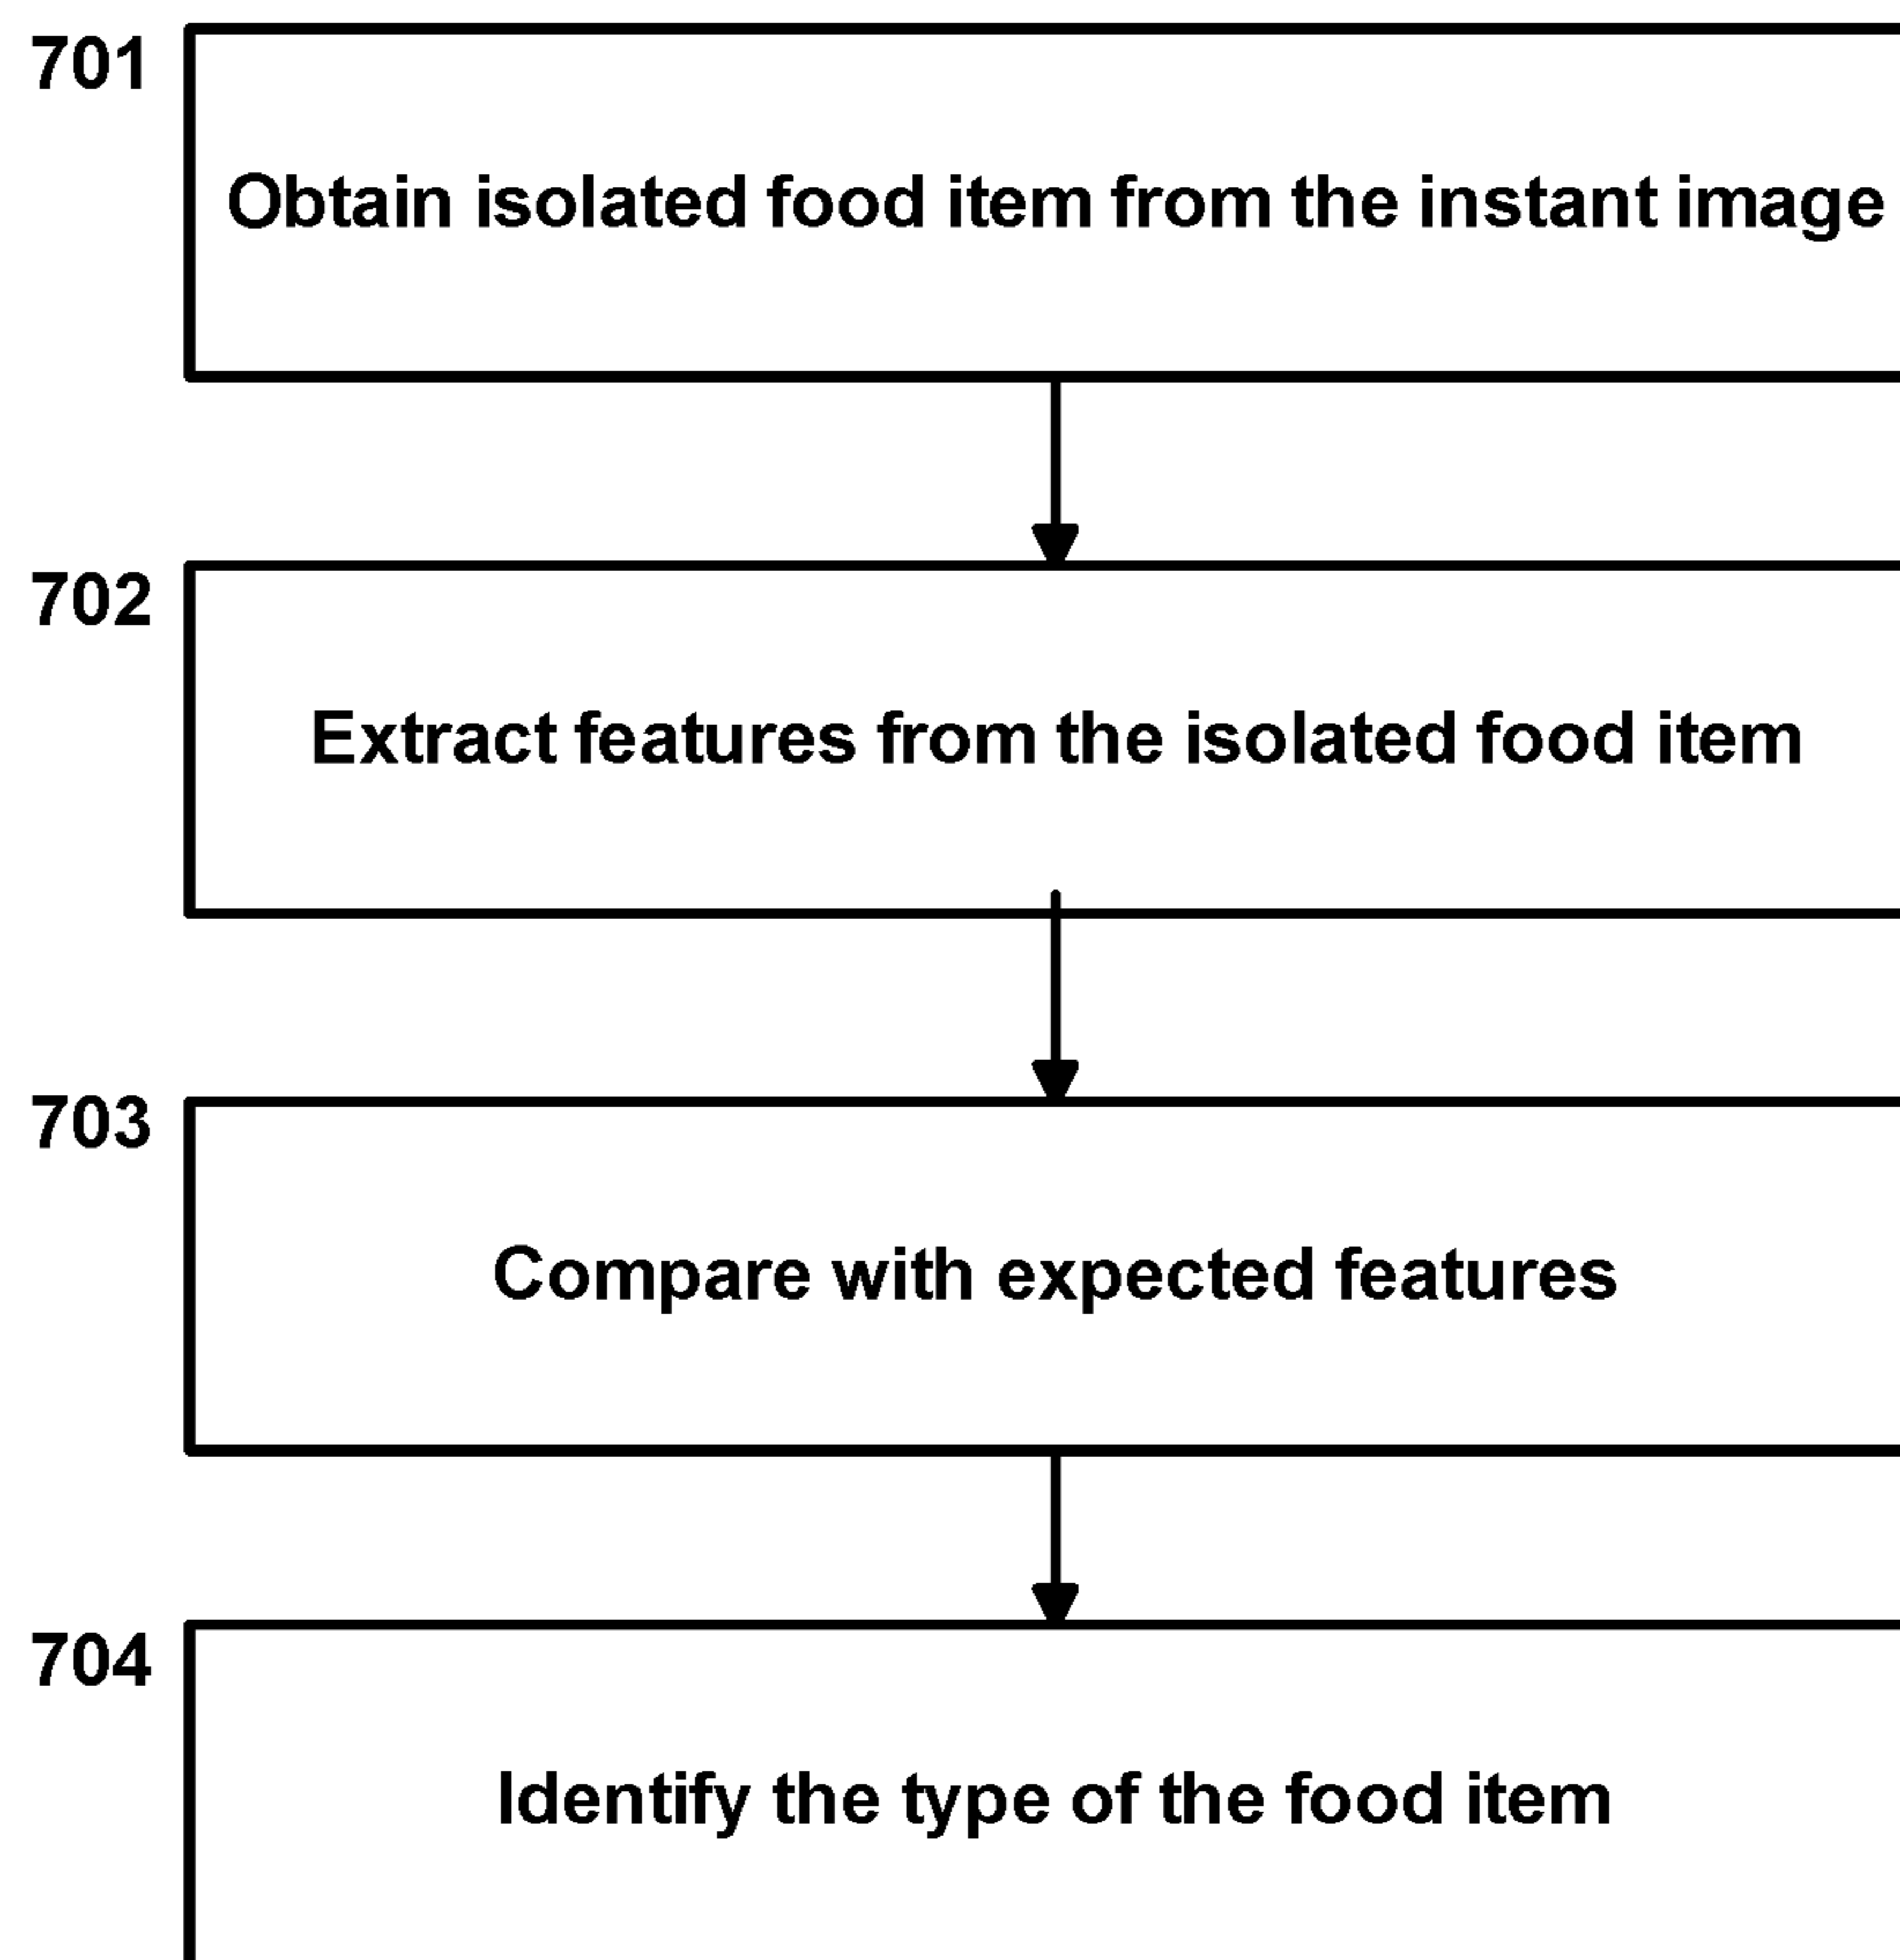 701
Obtain isolated food item from the instant image
702
Extract features from the isolated food item
703
Compare with expected features
704
Identify the type of the food item